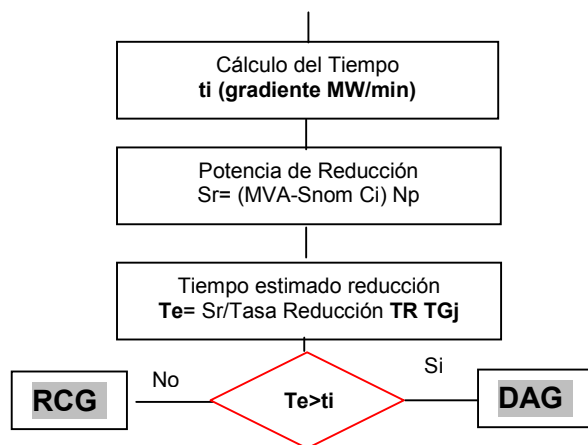 Cálculo del Tiempo
ti (gradiente MW/min)
Potencia de Reducción
Sr= (MVA-Snom Ci) Np
Tiempo estimado reducción
Te= Sr/Tasa Reducción TR TGj
No
Si
RCG
Te>ti
DAG